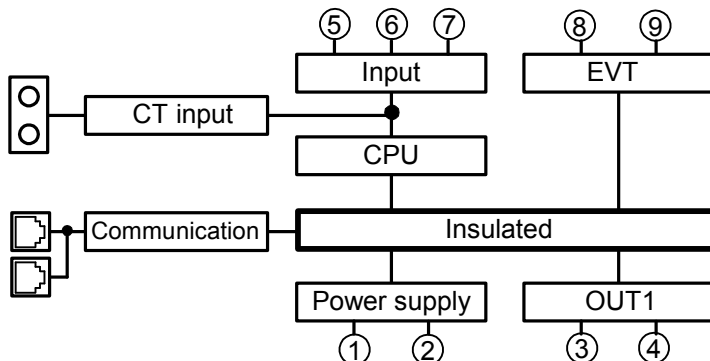 5 6 7 8 9
Input EVT
CT input
CPU
Communication Insulated
Power supply OUT1
1 2 3 4